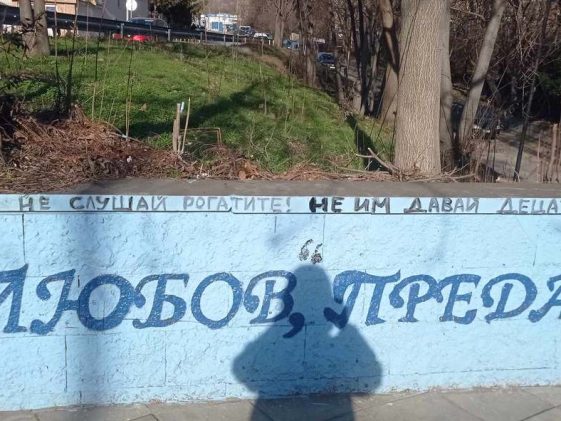 НЕ СЛУШАЙ РОГАТИТЕ! НЕ ИМ ДАВАЙ ДЕЦА
"
ЛЮБОВ, ПРЕДА